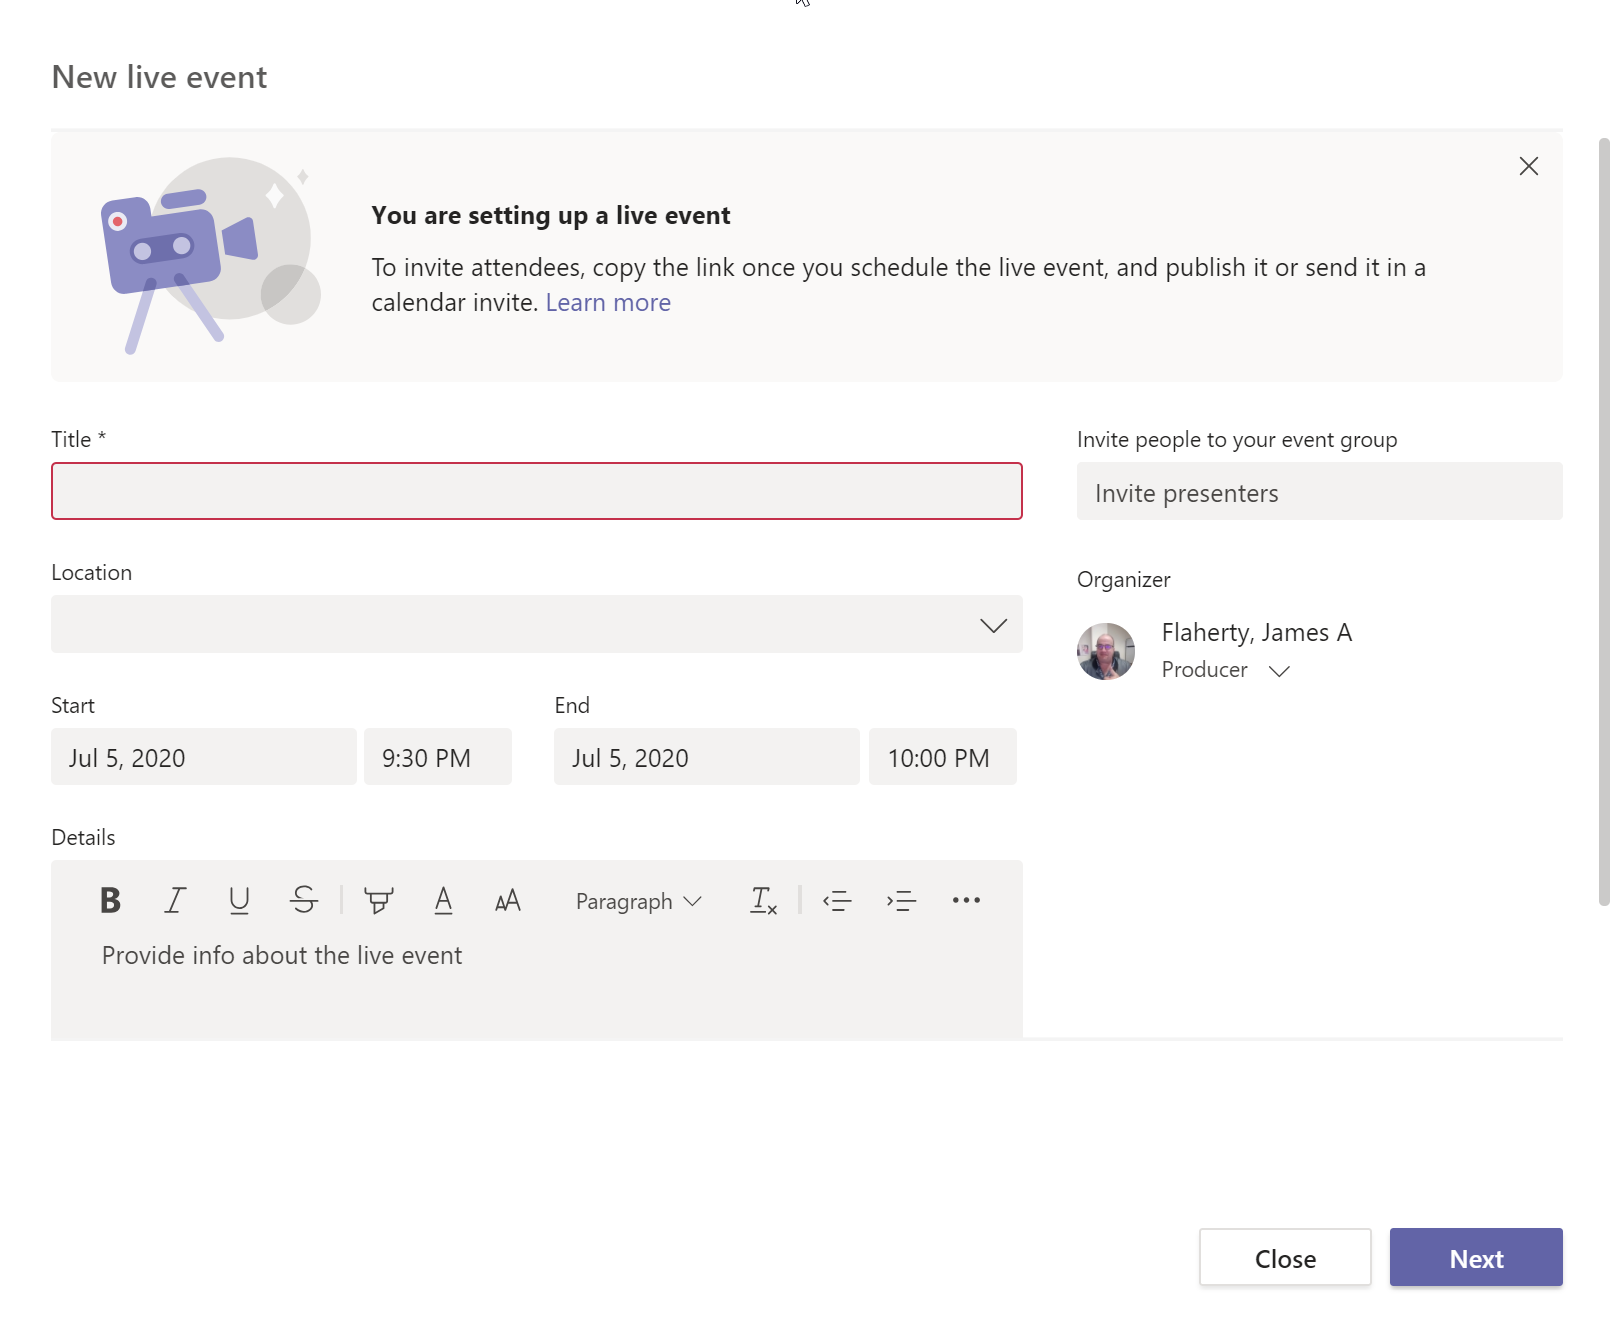 New live event
You are setting up a live event
To invite attendees, copy the link once you schedule the live event, and publish it or send it in a
calendar invite. Learn more
Title *
Invite people to your event group
Invite presenters
Location
Organizer
Flaherty, James A
Producer
Start
End
Jul 5, 2020
9:30 PM
Jul 5, 2020
10:00 PM
Details
B I U S A AA Paragraph Tx
Provide info about the live event
Close
Next